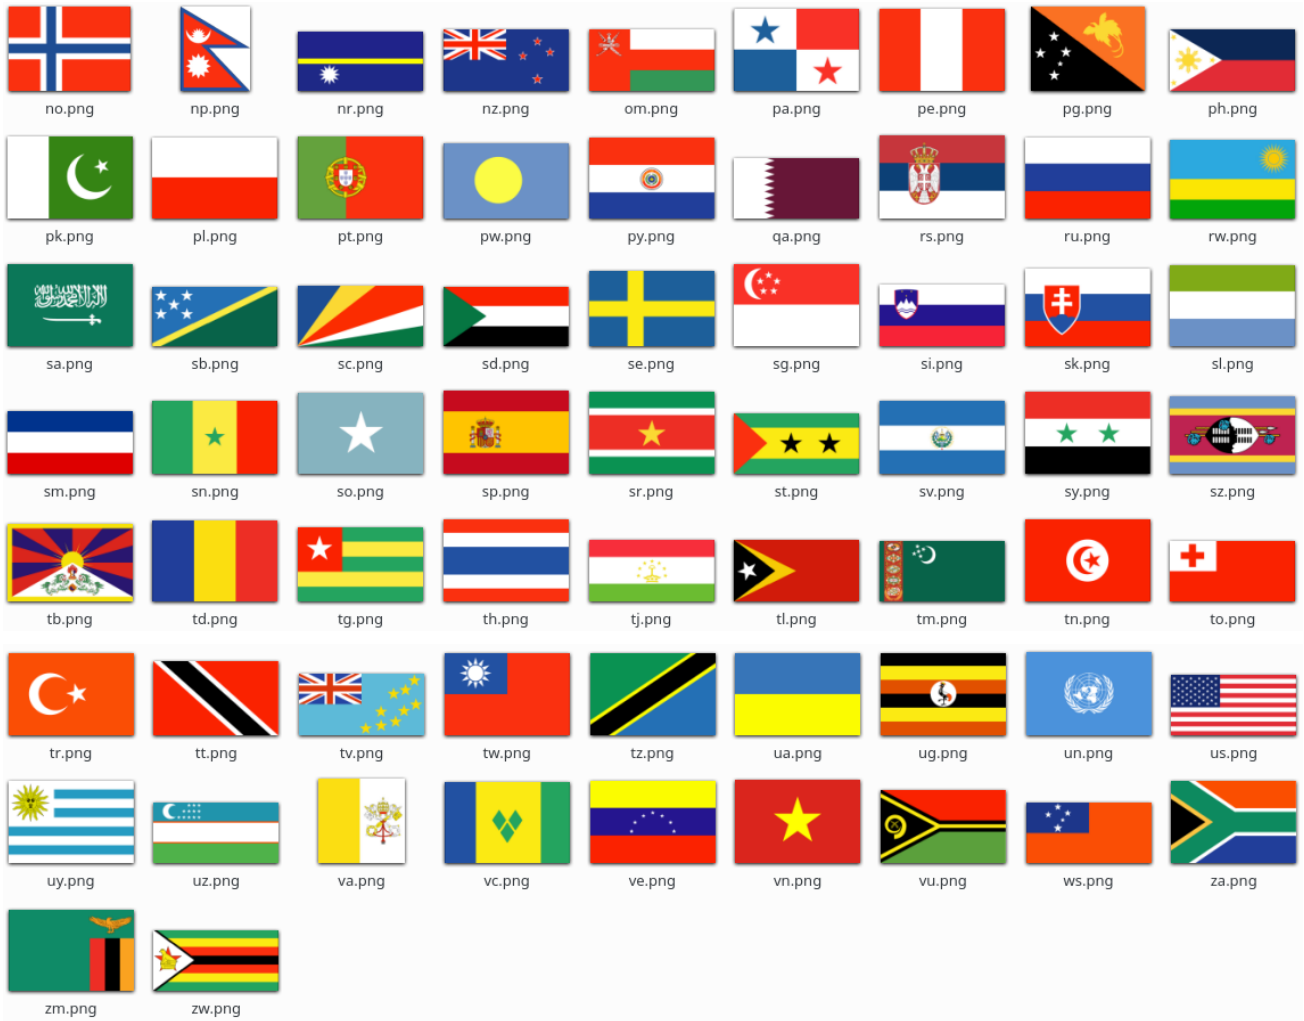 no.png np.png nr.png nz.png om.png pa.png pe.png pg.png ph.png
pk.png pl.png pt.png pw.png py.png qa.png rs.png ru.png rw.png
sa.png sb.png sc.png sd.png se.png sg.png si.png sk.png sl.png
sm.png sn.png so.png sp.png sr.png st.png sv.png sy.png sz.png
tb.png td.png tg.png th.png tj.png tl.png tm.png tn.png to.png
tr.png tt.png tv.png tw.png tz.png ua.png ug.png un.png us.png
uy.png uz.png va.png vc.png ve.png vn.png vu.png ws.png za.png
zm.png zw.png